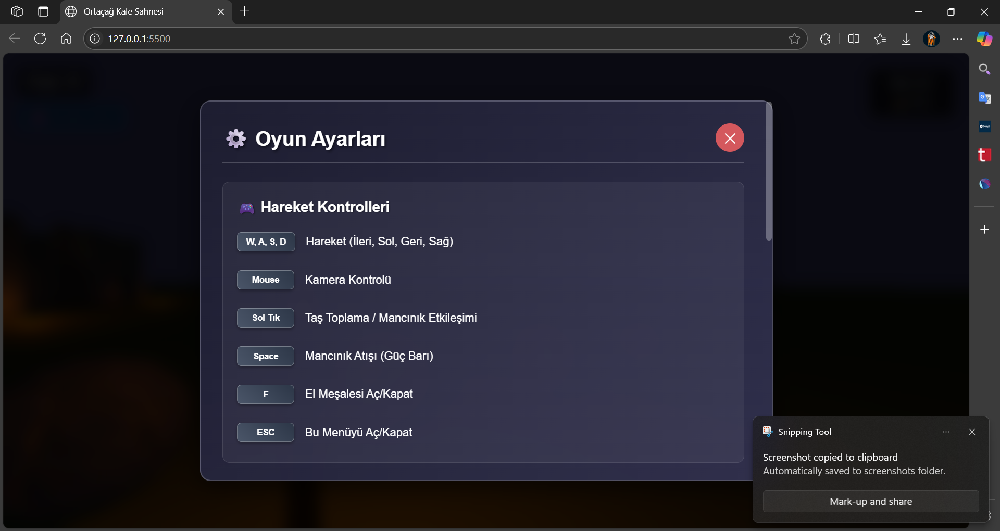 Ortaçağ Kale Sahnesi
127.0.0.1:5500
Oyun Ayarları
Hareket Kontrolleri
W, A, S, D Hareket (İleri, Sol, Geri, Sağ)
Mouse Kamera Kontrolü
Sol Tık Taş Toplama / Mancınık Etkileşimi
Space Mancınık Atışı (Güç Barı)
F El Meşalesi Aç/Kapat
ESC Bu Menüyü Aç/Kapat
Snipping Tool
Screenshot copied to clipboard
Automatically saved to screenshots folder.
Mark-up and share